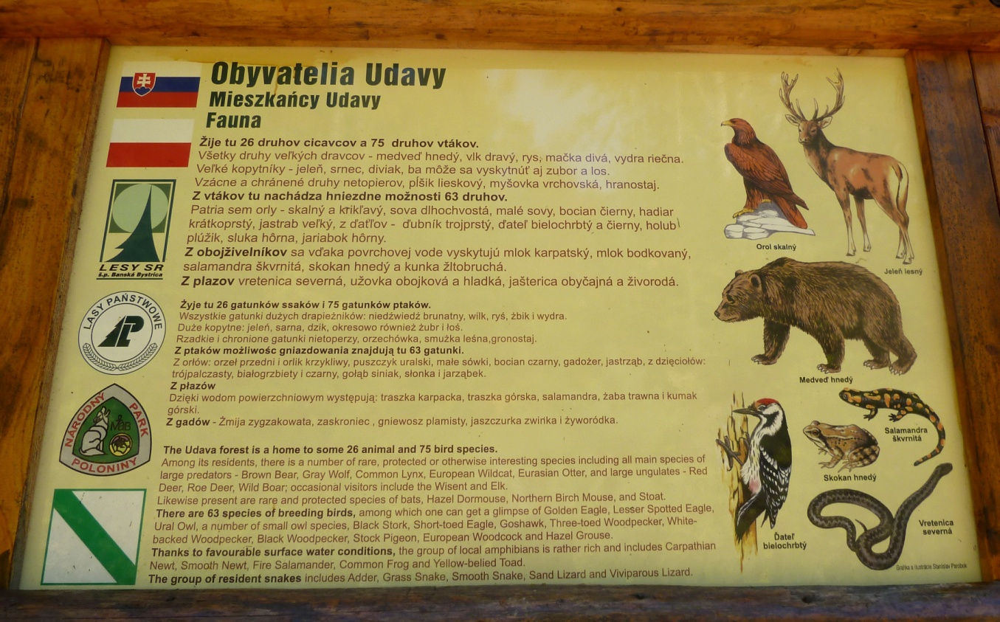 Obyvatelia Udavy
Mieszkańcy Udavy
Fauna
Žije tu 26 druhov cicavcov a 75 druhov vtákov.
Všetky druhy veľkých dravcov - medveď hnedý, vlk dravý, rys, mačka divá, vydra riečna.
Veľké kopytníky - jeleň, srnec, diviak, ba môže sa vyskytnúť aj zubor a los.
Vzácne a chránené druhy netopierov, pĺšik lieskový, myšovka vrchovská, hranostaj.
Z vtákov tu nachádza hniezdne možnosti 63 druhov.
Patria sem orly - skalný a krikľavý, sova dlhochvostá, malé sovy, bocian čierny, hadiar
krátkoprstý, jastrab veľký, z ďatľov - ďubník trojprstý, ďateľ bielochrbtý a čierny, holub
plúžik, sluka hôrna, jariabok hôrny.
Z obojživelníkov sa vďaka povrchovej vode vyskytujú mlok karpatský, mlok bodkovaný,
salamandra škvrnitá, skokan hnedý a kunka žltobruchá.
Z plazov vretenica severná, užovka obojková a hladká, jašterica obyčajná a živorodá.
Żyje tu 26 gatunków ssaków i 75 gatunków ptaków.
Wszystkie gatunki dużych drapieżników: niedźwiedź brunatny, wilk, ryś, żbik i wydra.
Duże kopytne: jeleń, sarna, dzik, okresowo również żubr i łoś.
Rzadkie i chronione gatunki nietoperzy, orzechówka, smużka leśna,gronostaj.
Z ptaków możliwośc gniazdowania znajdują tu 63 gatunki.
Z orłów: orzeł przedni i orlik krzykliwy, puszczyk uralski, małe sówki, bocian czarny, gadożer, jastrząb, z dzięciołów:
trójpalczasty, białogrzbiety i czarny, gołąb siniak, słonka i jarząbek.
Z płazów
Dzięki wodom powierzchniowym występują: traszka karpacka, traszka górska, salamandra, żaba trawna i kumak
górski.
Z gadów - Żmija zygzakowata, zaskroniec , gniewosz plamisty, jaszczurka zwinka i żyworódka.
The Udava forest is a home to some 26 animal and 75 bird species.
Among its residents, there is a number of rare, protected or otherwise interesting species including all main species of
large predators - Brown Bear, Gray Wolf, Common Lynx, European Wildcat, Eurasian Otter, and large ungulates - Red
Deer, Roe Deer, Wild Boar; occasional visitors include the Wisent and Elk.
Likewise present are rare and protected species of bats, Hazel Dormouse, Northern Birch Mouse, and Stoat.
There are 63 species of breeding birds, among which one can get a glimpse of Golden Eagle, Lesser Spotted Eagle,
Ural Owl, a number of small owl species, Black Stork, Short-toed Eagle, Goshawk, Three-toed Woodpecker, White-
backed Woodpecker, Black Woodpecker, Stock Pigeon, European Woodcock and Hazel Grouse.
Thanks to favourable surface water conditions, the group of local amphibians is rather rich and includes Carpathian
Newt, Smooth Newt, Fire Salamander, Common Frog and Yellow-belied Toad.
The group of resident snakes includes Adder, Grass Snake, Smooth Snake, Sand Lizard and Viviparous Lizard.
LESY SR
š.p. Banská Bystrica
LASY PAŃSTWOWE
LP
NÁRODNÝ PARK
MaB
POLONINY
Orol skalný
Jeleň lesný
Medveď hnedý
Salamandra
škvrnitá
Skokan hnedý
Vretenica
severná
Ďateľ
bielochrbtý
Grafika a ilustrácie Stanislav Parobok